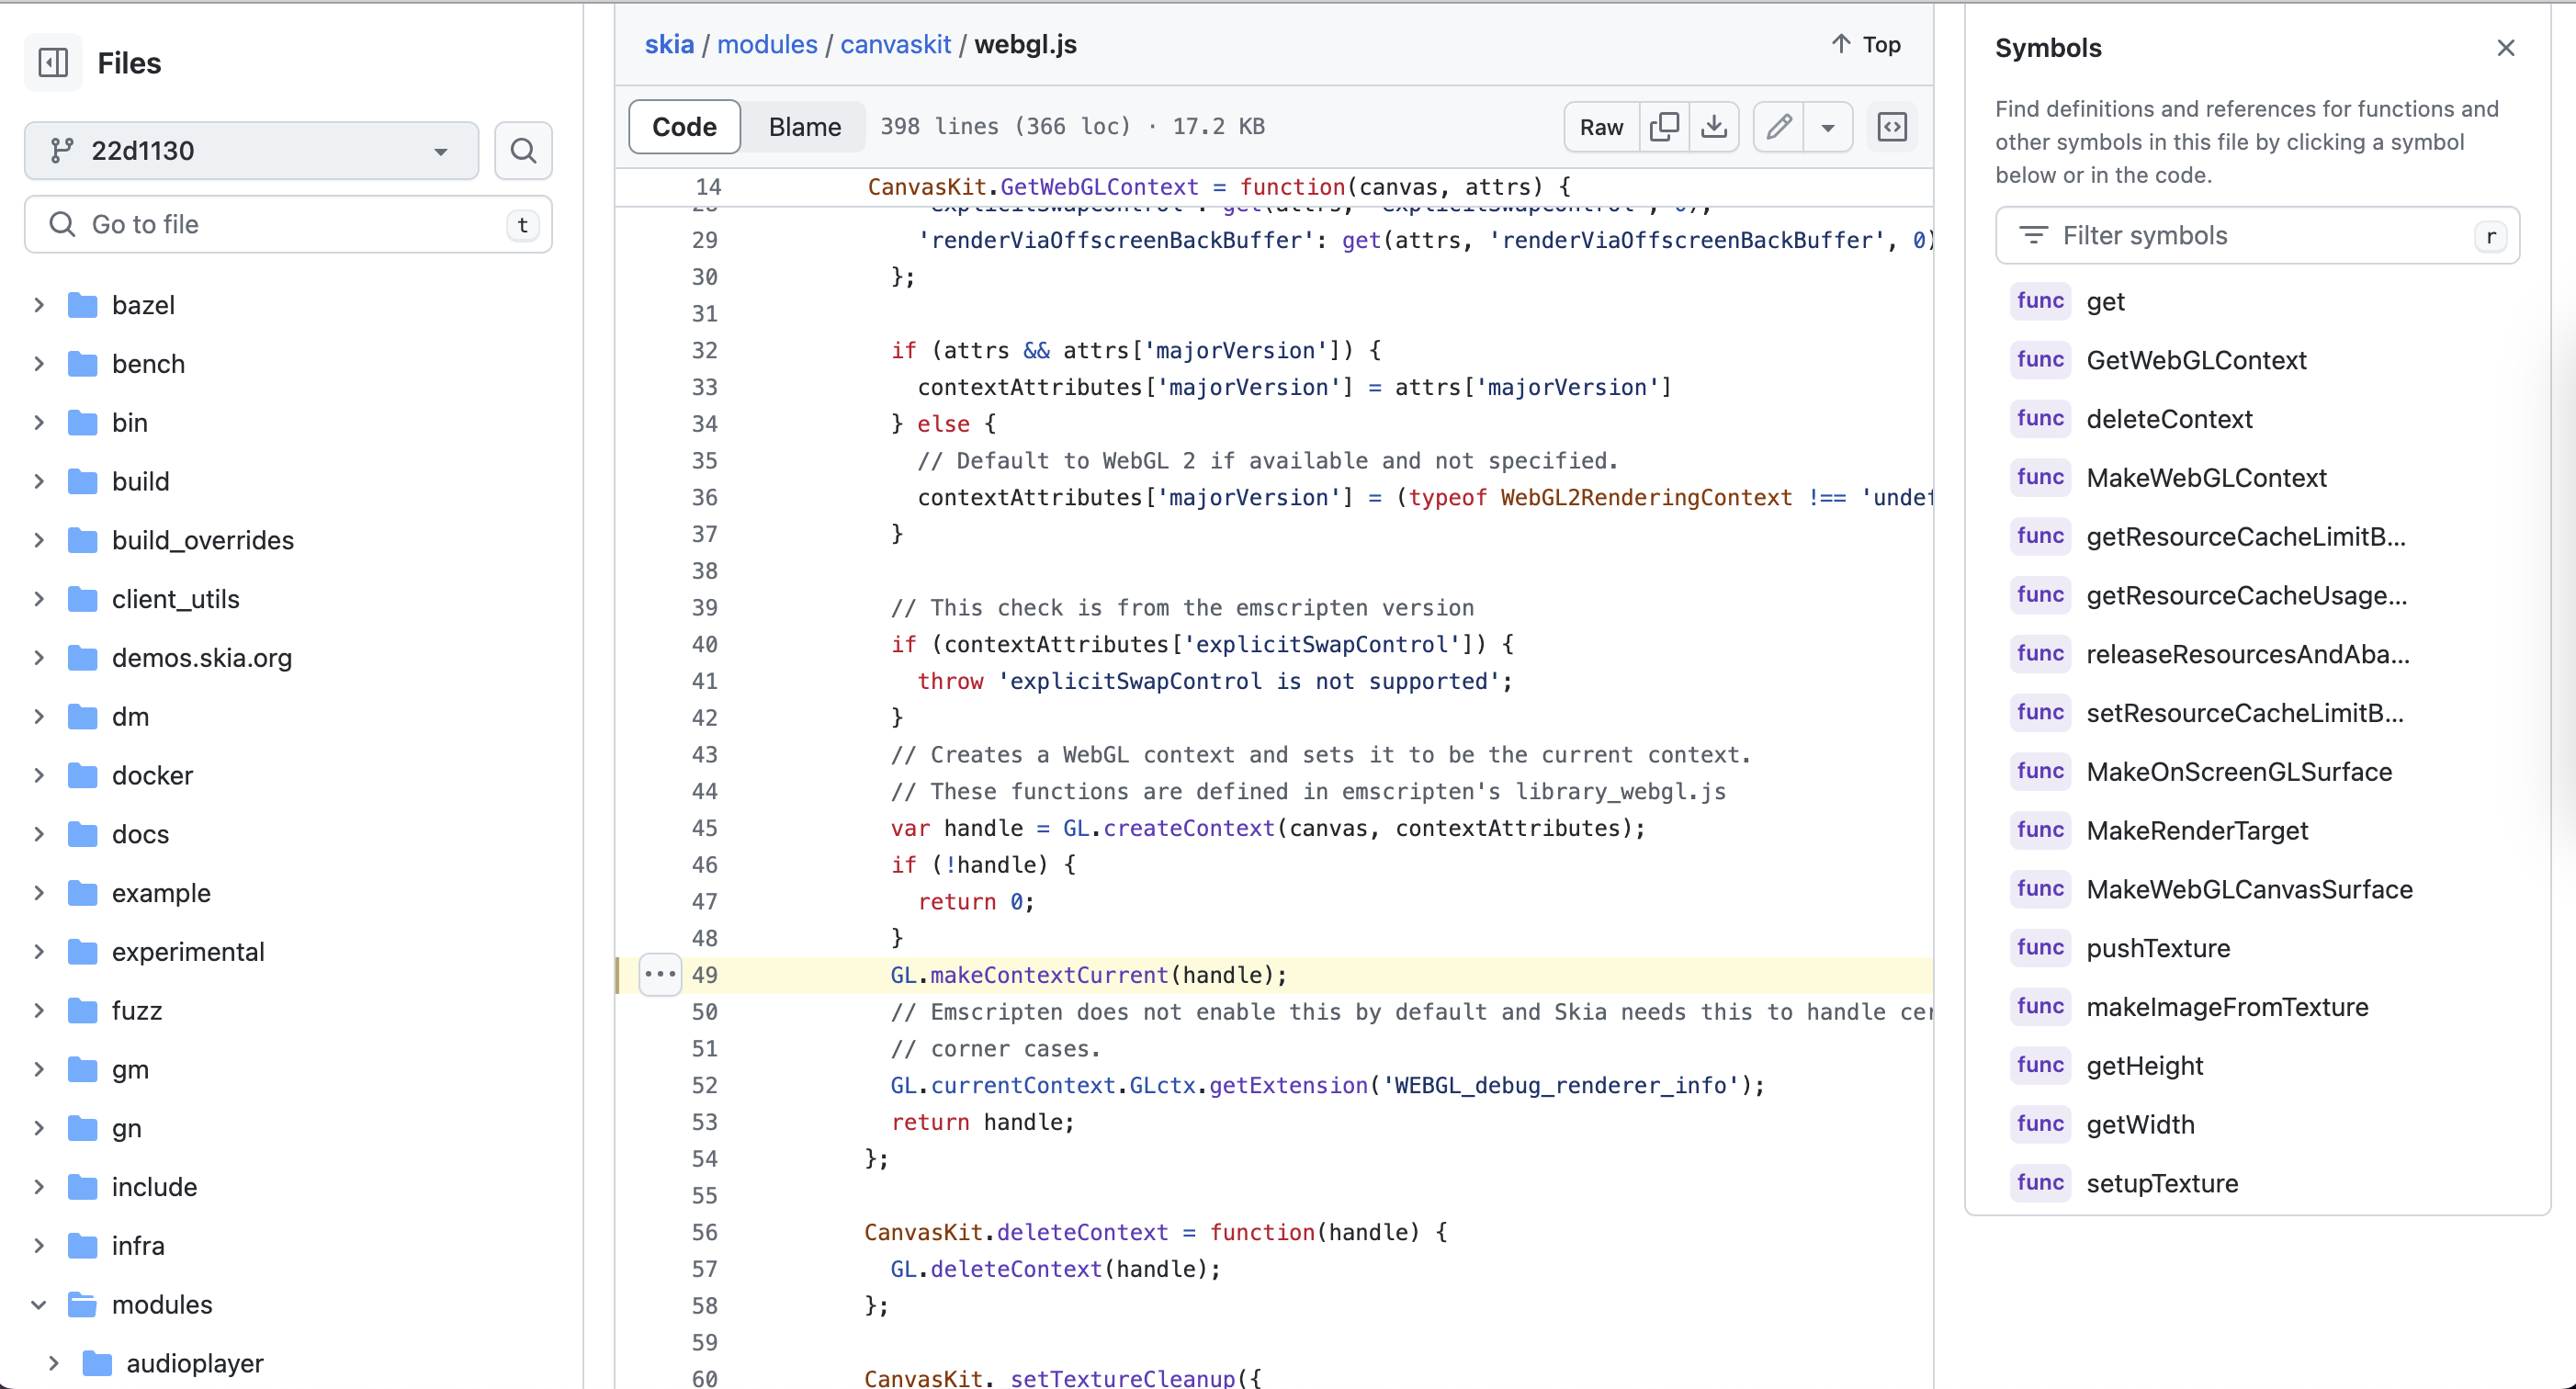 Files
22d1130
Go to file
t
bazel
bench
bin
build
build_overrides
client_utils
demos.skia.org
dm
docker
docs
example
experimental
fuzz
gm
gn
include
infra
modules
audioplayer
skia / modules / canvaskit / webgl.js
Top
Code Blame 398 lines (366 loc) · 17.2 KB
Raw
14 CanvasKit.GetWebGLContext = function(canvas, attrs) {
29 'renderViaOffscreenBackBuffer': get(attrs, 'renderViaOffscreenBackBuffer', 0)
30 };
31
32 if (attrs && attrs['majorVersion']) {
33 contextAttributes['majorVersion'] = attrs['majorVersion']
34 } else {
35 // Default to WebGL 2 if available and not specified.
36 contextAttributes['majorVersion'] = (typeof WebGL2RenderingContext !== 'undef
37 }
38
39 // This check is from the emscripten version
40 if (contextAttributes['explicitSwapControl']) {
41 throw 'explicitSwapControl is not supported';
42 }
43 // Creates a WebGL context and sets it to be the current context.
44 // These functions are defined in emscripten's library_webgl.js
45 var handle = GL.createContext(canvas, contextAttributes);
46 if (!handle) {
47 return 0;
48 }
49 GL.makeContextCurrent(handle);
50 // Emscripten does not enable this by default and Skia needs this to handle cer
51 // corner cases.
52 GL.currentContext.GLctx.getExtension('WEBGL_debug_renderer_info');
53 return handle;
54 };
55
56 CanvasKit.deleteContext = function(handle) {
57 GL.deleteContext(handle);
58 };
59
60 CanvasKit._setTextureCleanup({
Symbols
Find definitions and references for functions and
other symbols in this file by clicking a symbol
below or in the code.
Filter symbols
r
func get
func GetWebGLContext
func deleteContext
func MakeWebGLContext
func getResourceCacheLimitB...
func getResourceCacheUsage...
func releaseResourcesAndAba...
func setResourceCacheLimitB...
func MakeOnScreenGLSurface
func MakeRenderTarget
func MakeWebGLCanvasSurface
func pushTexture
func makeImageFromTexture
func getHeight
func getWidth
func setupTexture